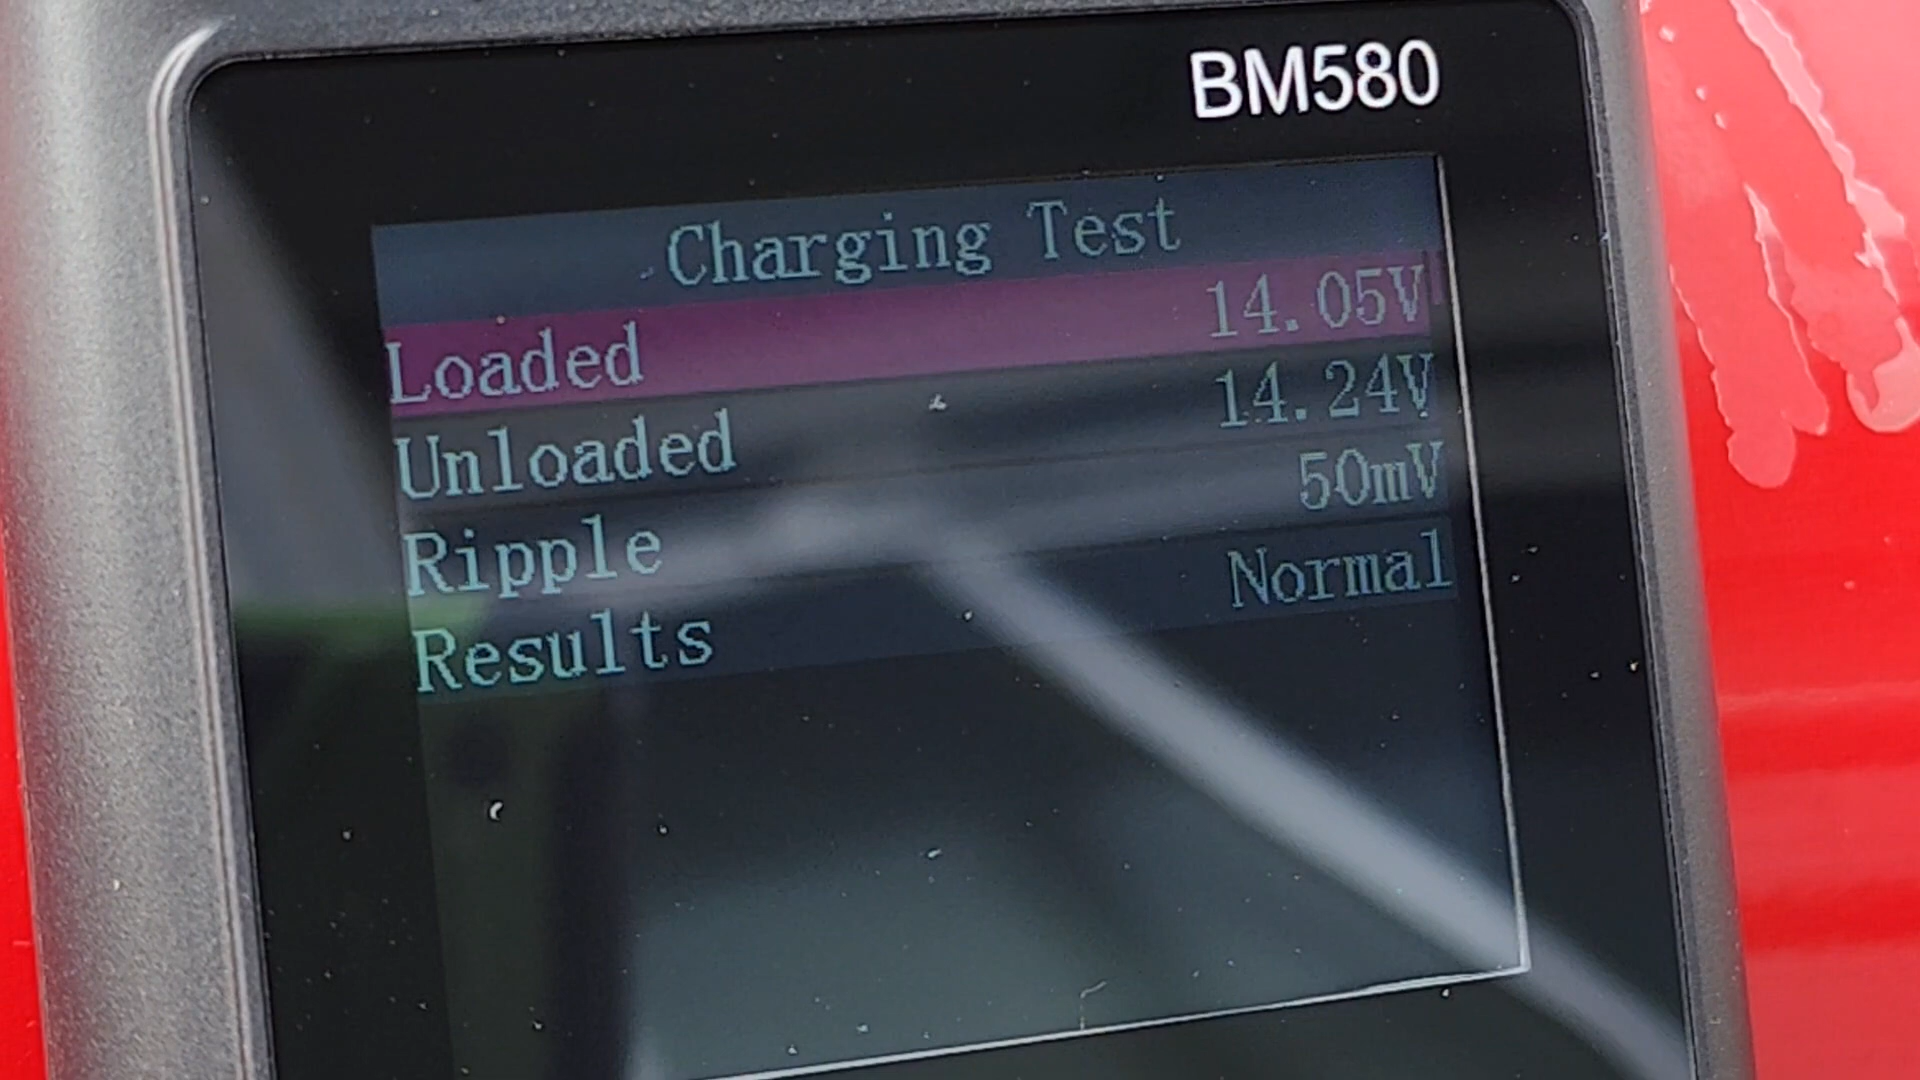 BM580
Charging Test
Loaded 14.05V
Unloaded 14.24V
Ripple 50mV
Results Normal